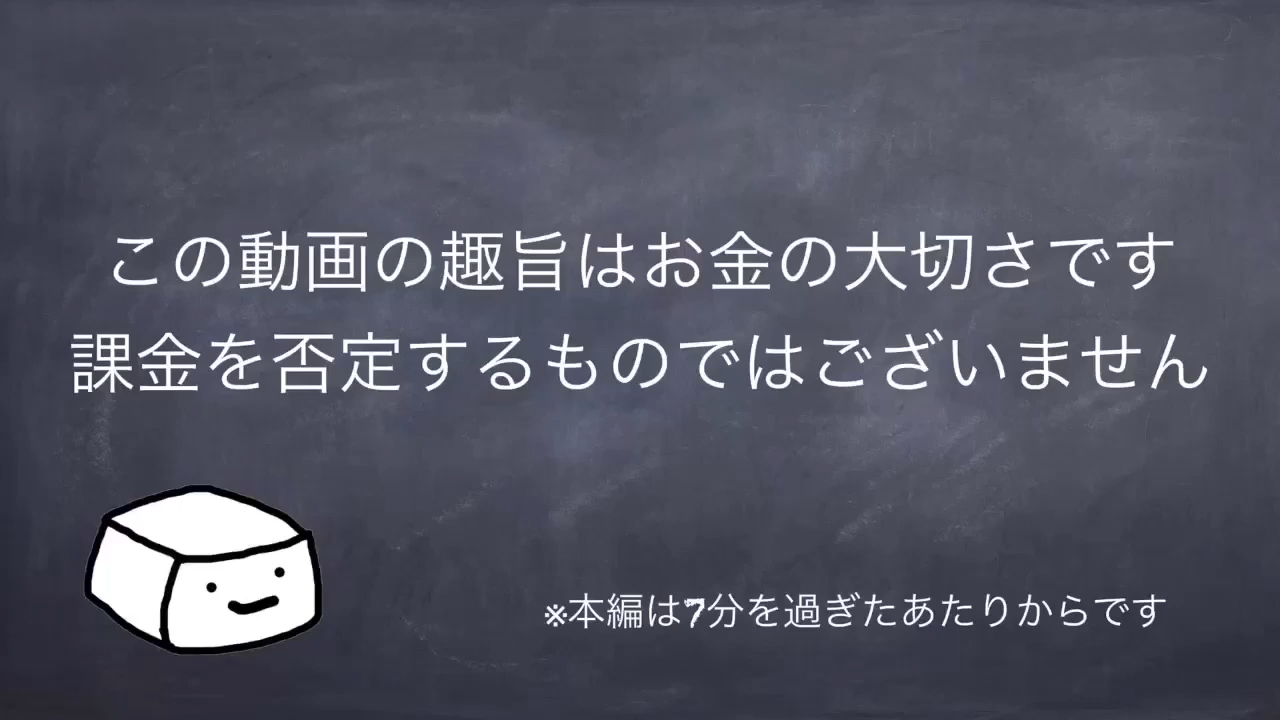 この動画の趣旨はお金の大切さです
課金を否定するものではございません
※本編は7分を過ぎたあたりからです